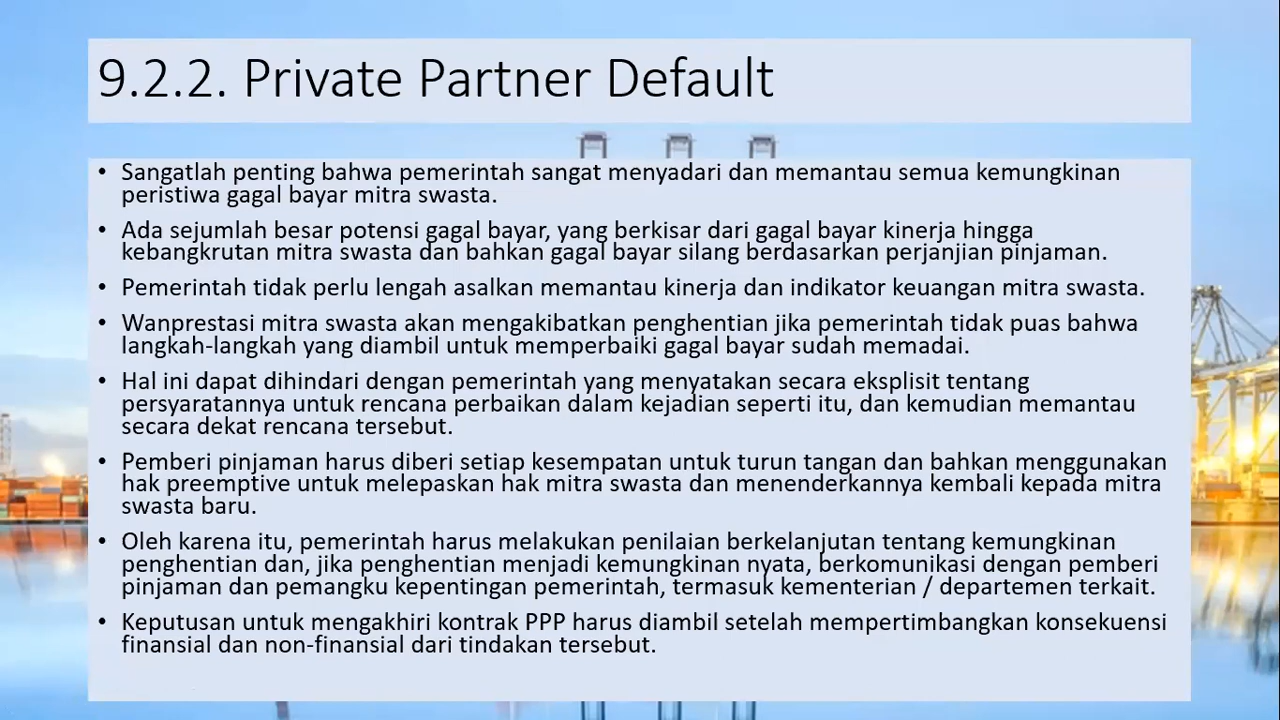 9.2.2. Private Partner Default
• Sangatlah penting bahwa pemerintah sangat menyadari dan memantau semua kemungkinan
peristiwa gagal bayar mitra swasta.
• Ada sejumlah besar potensi gagal bayar, yang berkisar dari gagal bayar kinerja hingga
kebangkrutan mitra swasta dan bahkan gagal bayar silang berdasarkan perjanjian pinjaman.
• Pemerintah tidak perlu lengah asalkan memantau kinerja dan indikator keuangan mitra swasta.
• Wanprestasi mitra swasta akan mengakibatkan penghentian jika pemerintah tidak puas bahwa
langkah-langkah yang diambil untuk memperbaiki gagal bayar sudah memadai.
• Hal ini dapat dihindari dengan pemerintah yang menyatakan secara eksplisit tentang
persyaratannya untuk rencana perbaikan dalam kejadian seperti itu, dan kemudian memantau
secara dekat rencana tersebut.
• Pemberi pinjaman harus diberi setiap kesempatan untuk turun tangan dan bahkan menggunakan
hak preemptive untuk melepaskan hak mitra swasta dan menenderkannya kembali kepada mitra
swasta baru.
• Oleh karena itu, pemerintah harus melakukan penilaian berkelanjutan tentang kemungkinan
penghentian dan, jika penghentian menjadi kemungkinan nyata, berkomunikasi dengan pemberi
pinjaman dan pemangku kepentingan pemerintah, termasuk kementerian / departemen terkait.
• Keputusan untuk mengakhiri kontrak PPP harus diambil setelah mempertimbangkan konsekuensi
finansial dan non-finansial dari tindakan tersebut.